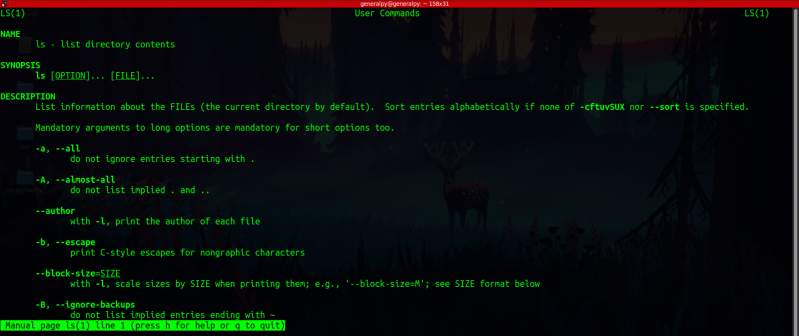 generalpy@generalpy: ~ 158x31
LS(1) User Commands LS(1)
NAME
ls - list directory contents
SYNOPSIS
ls [OPTION]... [FILE]...
DESCRIPTION
List information about the FILEs (the current directory by default). Sort entries alphabetically if none of -cftuvSUX nor --sort is specified.
Mandatory arguments to long options are mandatory for short options too.
-a, --all
do not ignore entries starting with .
-A, --almost-all
do not list implied . and ..
--author
with -l, print the author of each file
-b, --escape
print C-style escapes for nongraphic characters
--block-size=SIZE
with -l, scale sizes by SIZE when printing them; e.g., '--block-size=M'; see SIZE format below
-B, --ignore-backups
do not list implied entries ending with ~
Manual page ls(1) line 1 (press h for help or q to quit)